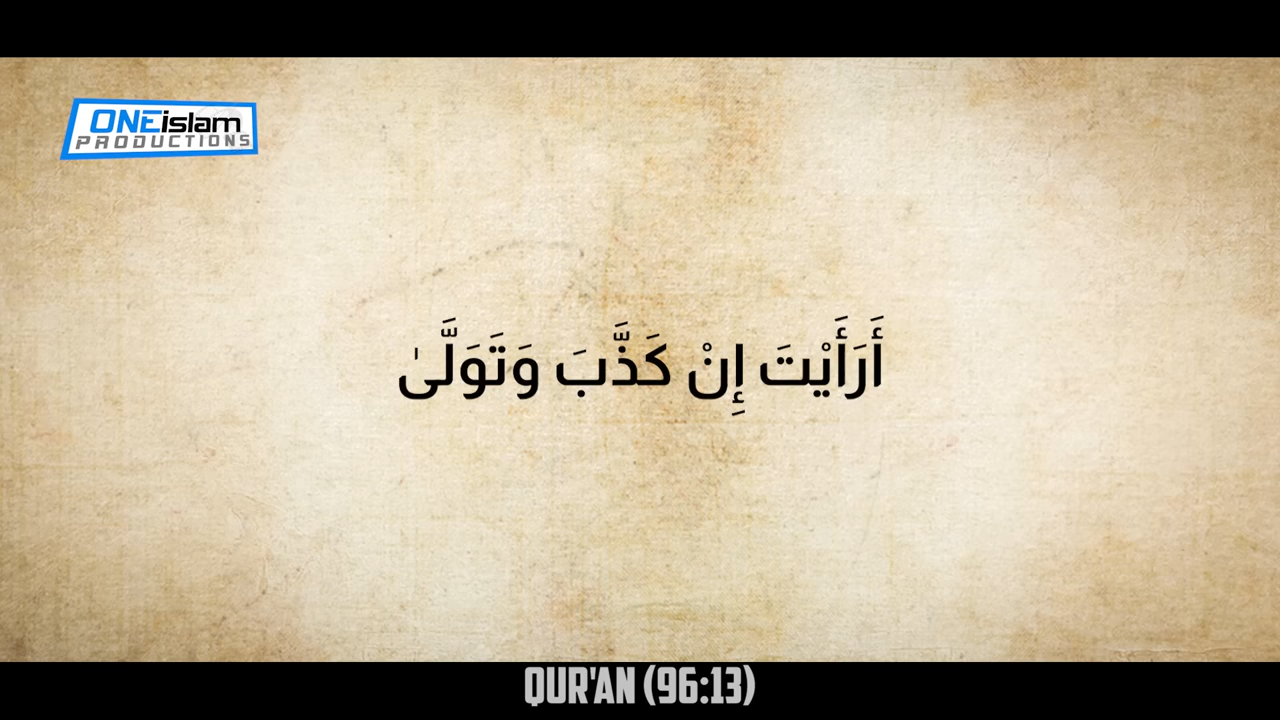 ONEislam
PRODUCTIONS
أَرَأَيْتَ إِنْ كَذَّبَ وَتَوَلَّىٰ
QUR'AN (96:13)